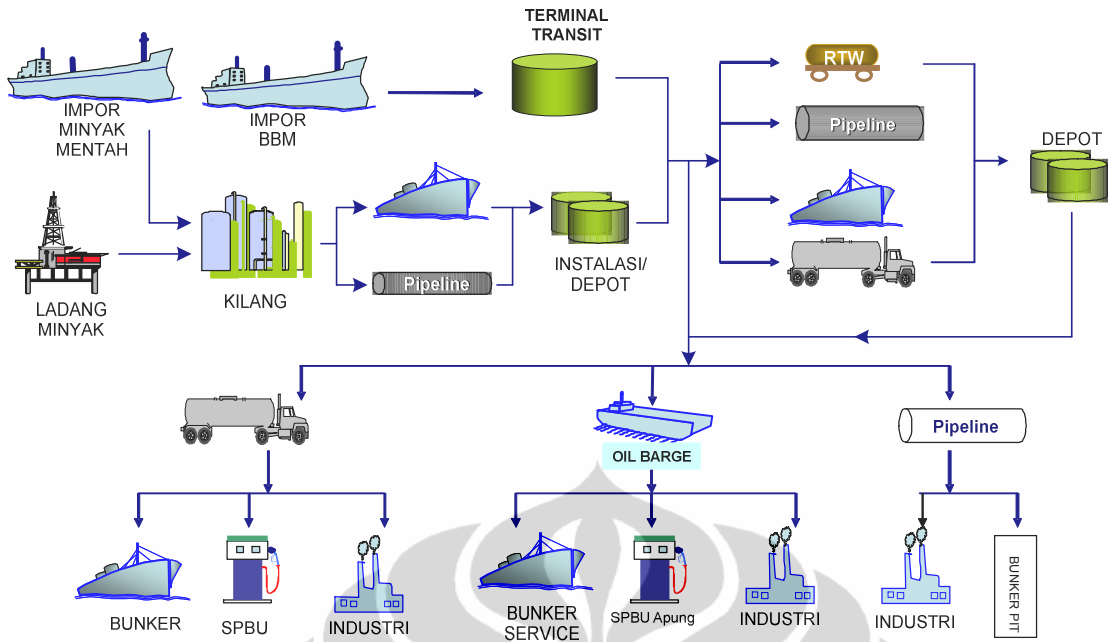 TERMINAL
TRANSIT
RTW
IMPOR
MINYAK
MENTAH
IMPOR
BBM
Pipeline
DEPOT
LADANG
MINYAK
KILANG
Pipeline
INSTALASI/
DEPOT
OIL BARGE
Pipeline
BUNKER
SPBU
INDUSTRI
BUNKER
SERVICE
SPBU Apung
INDUSTRI
INDUSTRI
BUNKER PIT